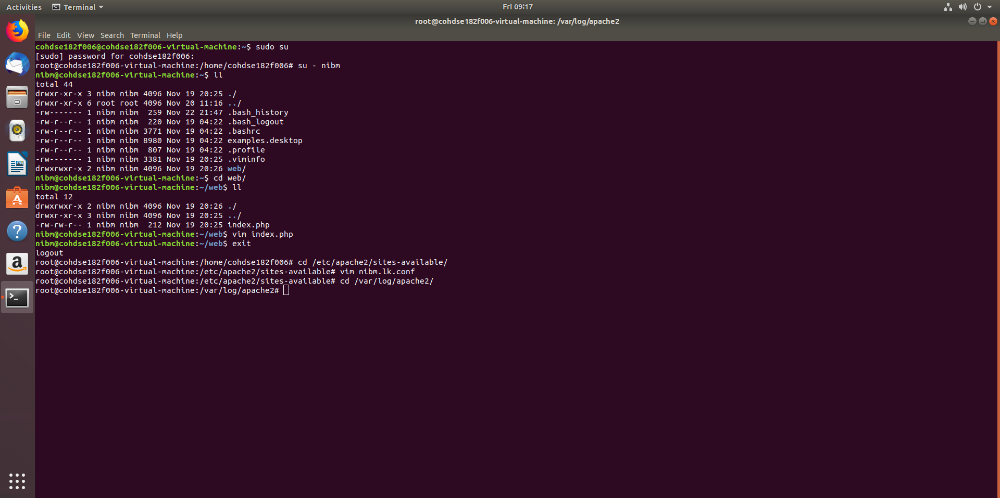 Activities Terminal Fri 09:17
root@cohdse182f006-virtual-machine: /var/log/apache2
File Edit View Search Terminal Help
cohdse182f006@cohdse182f006-virtual-machine:~$ sudo su
[sudo] password for cohdse182f006:
root@cohdse182f006-virtual-machine:/home/cohdse182f006# su - nibm
nibm@cohdse182f006-virtual-machine:~$ ll
total 44
drwxr-xr-x 3 nibm nibm 4096 Nov 19 20:25 ./
drwxr-xr-x 6 root root 4096 Nov 20 11:16 ../
-rw------- 1 nibm nibm  259 Nov 22 21:47 .bash_history
-rw-r--r-- 1 nibm nibm  220 Nov 19 04:22 .bash_logout
-rw-r--r-- 1 nibm nibm 3771 Nov 19 04:22 .bashrc
-rw-r--r-- 1 nibm nibm 8980 Nov 19 04:22 examples.desktop
-rw-r--r-- 1 nibm nibm  807 Nov 19 04:22 .profile
-rw------- 1 nibm nibm 3381 Nov 19 20:25 .viminfo
drwxrwxr-x 2 nibm nibm 4096 Nov 19 20:26 web/
nibm@cohdse182f006-virtual-machine:~$ cd web/
nibm@cohdse182f006-virtual-machine:~/web$ ll
total 12
drwxrwxr-x 2 nibm nibm 4096 Nov 19 20:26 ./
drwxr-xr-x 3 nibm nibm 4096 Nov 19 20:25 ../
-rw-rw-r-- 1 nibm nibm  212 Nov 19 20:25 index.php
nibm@cohdse182f006-virtual-machine:~/web$ vim index.php
nibm@cohdse182f006-virtual-machine:~/web$ exit
logout
root@cohdse182f006-virtual-machine:/home/cohdse182f006# cd /etc/apache2/sites-available/
root@cohdse182f006-virtual-machine:/etc/apache2/sites-available# vim nibm.lk.conf
root@cohdse182f006-virtual-machine:/etc/apache2/sites-available# cd /var/log/apache2/
root@cohdse182f006-virtual-machine:/var/log/apache2#